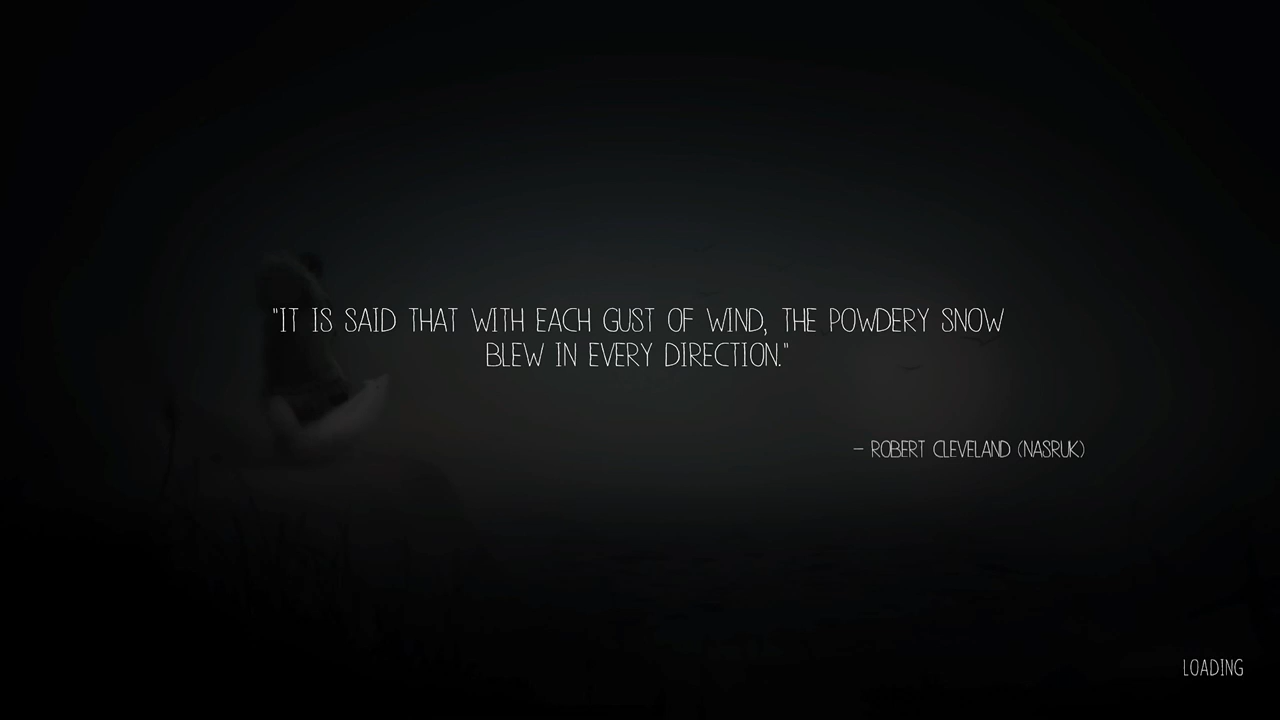 "IT IS SAID THAT WITH EACH GUST OF WIND, THE POWDERY SNOW
BLEW IN EVERY DIRECTION."
– ROBERT CLEVELAND (NASRUK)
LOADING